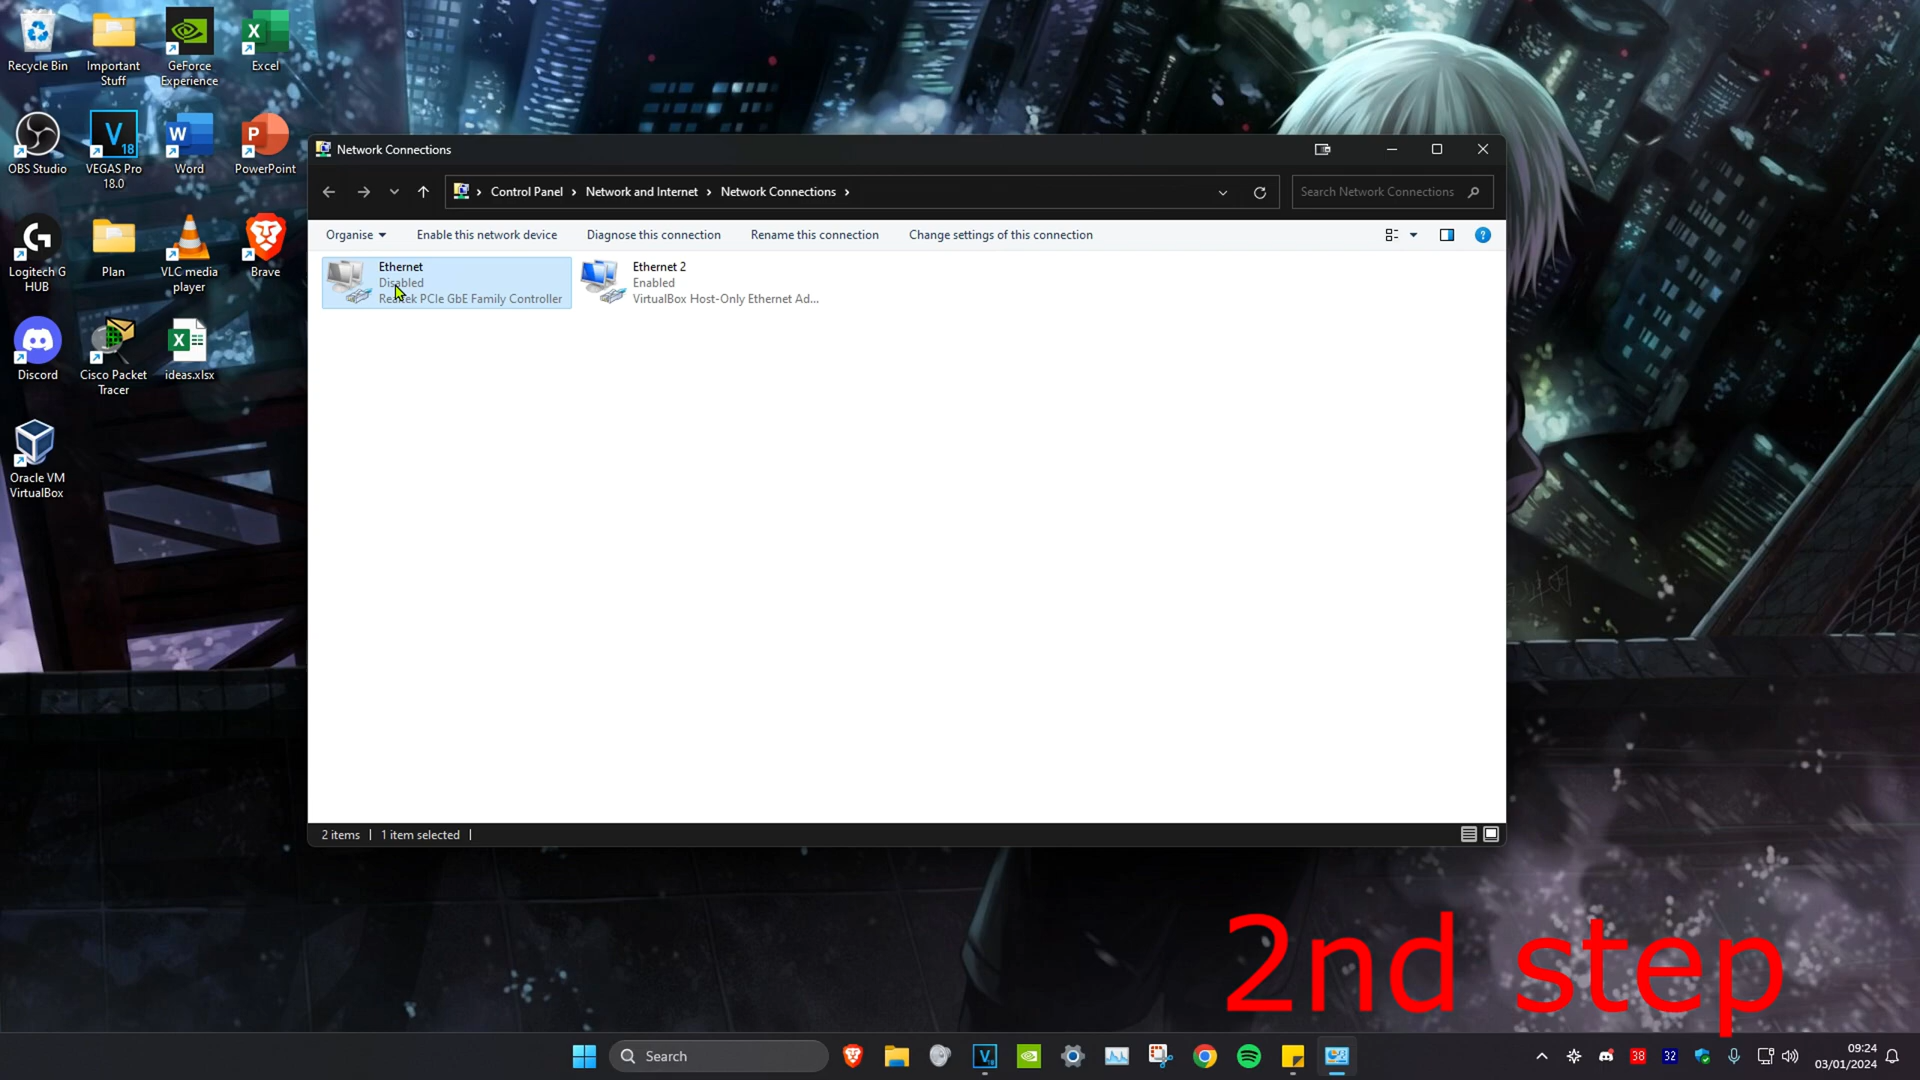 Recycle Bin
Important
Stuff
GeForce
Experience
Excel
OBS Studio
VEGAS Pro
18.0
Word
PowerPoint
Logitech G
HUB
Plan
VLC media
player
Brave
Discord
Cisco Packet
Tracer
ideas.xlsx
Oracle VM
VirtualBox
Network Connections
Control Panel > Network and Internet > Network Connections >
Search Network Connections
Organise
Enable this network device
Diagnose this connection
Rename this connection
Change settings of this connection
Ethernet
Disabled
Realtek PCIe GbE Family Controller
Ethernet 2
Enabled
VirtualBox Host-Only Ethernet Ad...
2 items | 1 item selected |
2nd step
Search
38
32
09:24
03/01/2024